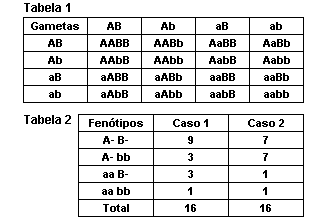 Tabela 1
Gametas AB Ab aB ab
AB AABB AABb AaBB AaBb
Ab AAbB AAbb AabB Aabb
aB aABB aABb aaBB aaBb
ab aAbB aAbb aabB aabb
Tabela 2
Fenótipos Caso 1 Caso 2
A- B- 9 7
A- bb 3 7
aa B- 3 1
aa bb 1 1
Total 16 16